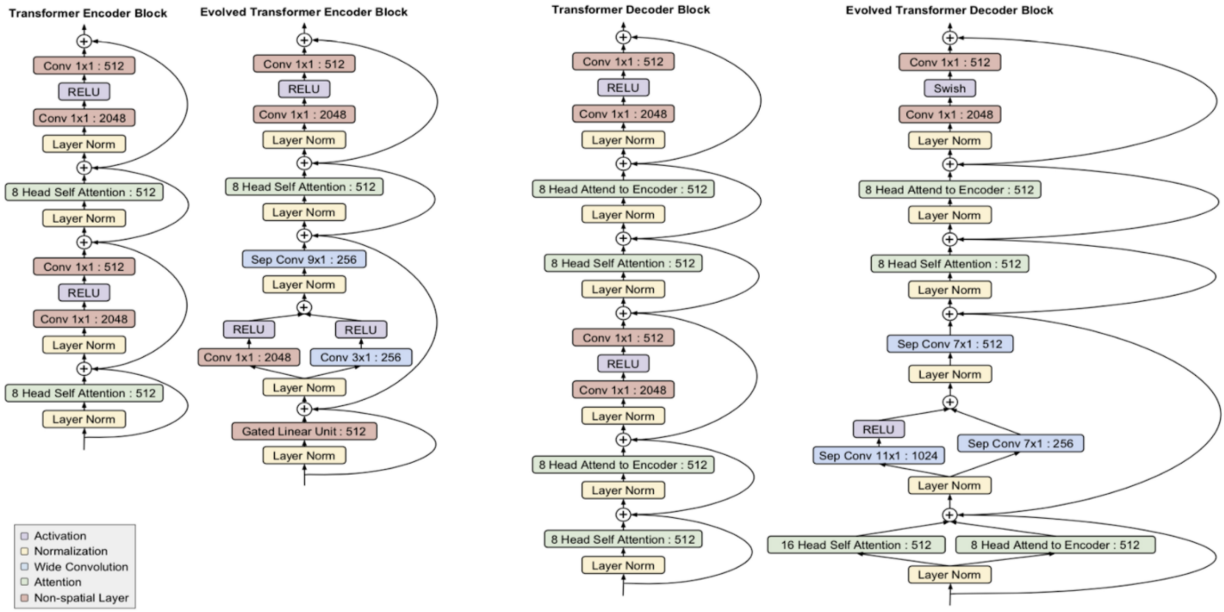 Transformer Encoder Block
Conv 1x1 : 512
RELU
Conv 1x1 : 2048
Layer Norm
8 Head Self Attention : 512
Layer Norm
Conv 1x1 : 512
RELU
Conv 1x1 : 2048
Layer Norm
8 Head Self Attention : 512
Layer Norm
Evolved Transformer Encoder Block
Conv 1x1 : 512
RELU
Conv 1x1 : 2048
Layer Norm
8 Head Self Attention : 512
Layer Norm
Sep Conv 9x1 : 256
Layer Norm
RELU
RELU
Conv 1x1 : 2048
Conv 3x1 : 256
Layer Norm
Gated Linear Unit : 512
Layer Norm
Transformer Decoder Block
Conv 1x1 : 512
RELU
Conv 1x1 : 2048
Layer Norm
8 Head Attend to Encoder : 512
Layer Norm
8 Head Self Attention : 512
Layer Norm
Conv 1x1 : 512
RELU
Conv 1x1 : 2048
Layer Norm
8 Head Attend to Encoder : 512
Layer Norm
8 Head Self Attention : 512
Layer Norm
Evolved Transformer Decoder Block
Conv 1x1 : 512
Swish
Conv 1x1 : 2048
Layer Norm
8 Head Attend to Encoder : 512
Layer Norm
8 Head Self Attention : 512
Layer Norm
Sep Conv 7x1 : 512
Layer Norm
RELU
Sep Conv 11x1 : 1024
Sep Conv 7x1 : 256
Layer Norm
16 Head Self Attention : 512
8 Head Attend to Encoder : 512
Layer Norm
Activation
Normalization
Wide Convolution
Attention
Non-spatial Layer